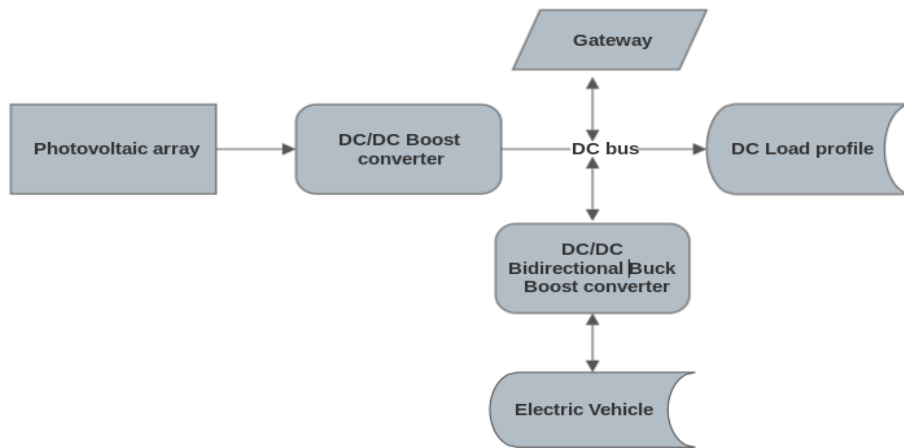 Gateway
Photovoltaic array
DC/DC Boost
converter
DC bus
DC Load profile
DC/DC
Bidirectional Buck
Boost converter
Electric Vehicle